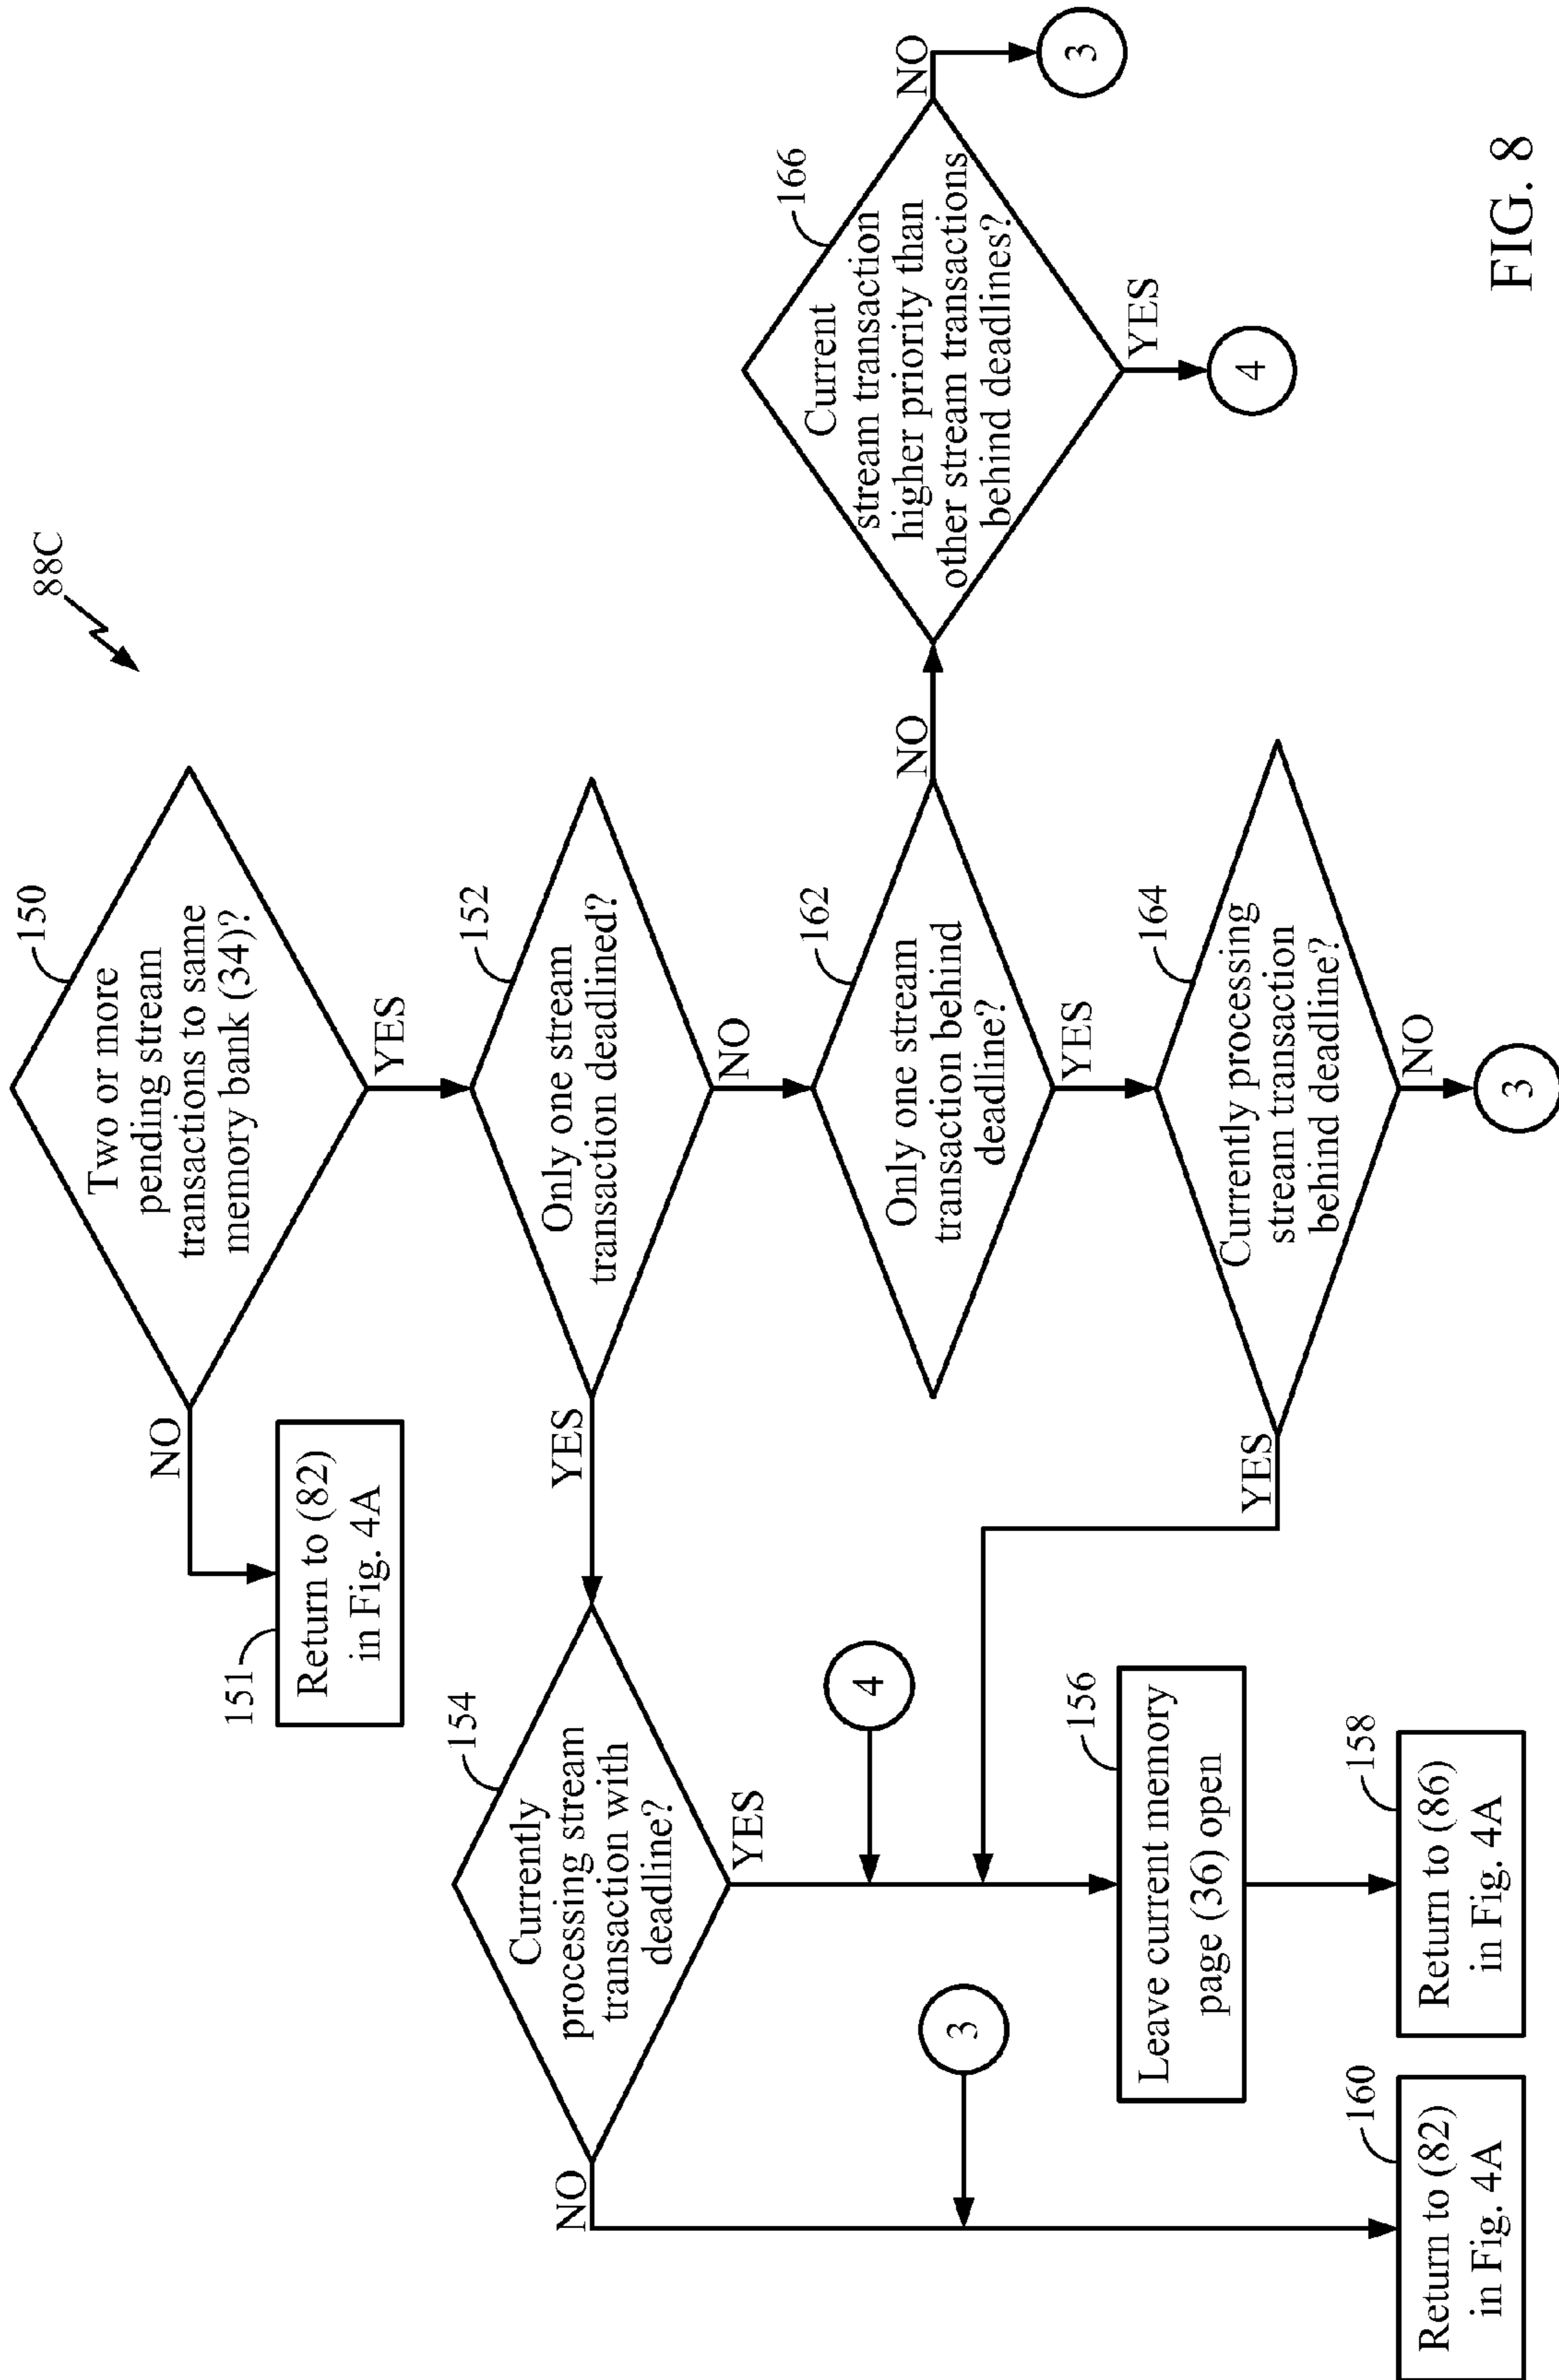 88C
150
Two or more
pending stream
transactions to same
memory bank (34)?
NO
YES
151
Return to (82)
in Fig. 4A
152
Only one stream
transaction deadlined?
YES
NO
154
Currently
processing stream
transaction with
deadline?
NO
YES
162
Only one stream
transaction behind
deadline?
NO
YES
166
Current
stream transaction
higher priority than
other stream transactions
behind deadlines?
NO
3
YES
4
164
Currently processing
stream transaction
behind deadline?
YES
NO
3
4
3
156
Leave current memory
page (36) open
158
Return to (86)
in Fig. 4A
160
Return to (82)
in Fig. 4A
FIG. 8